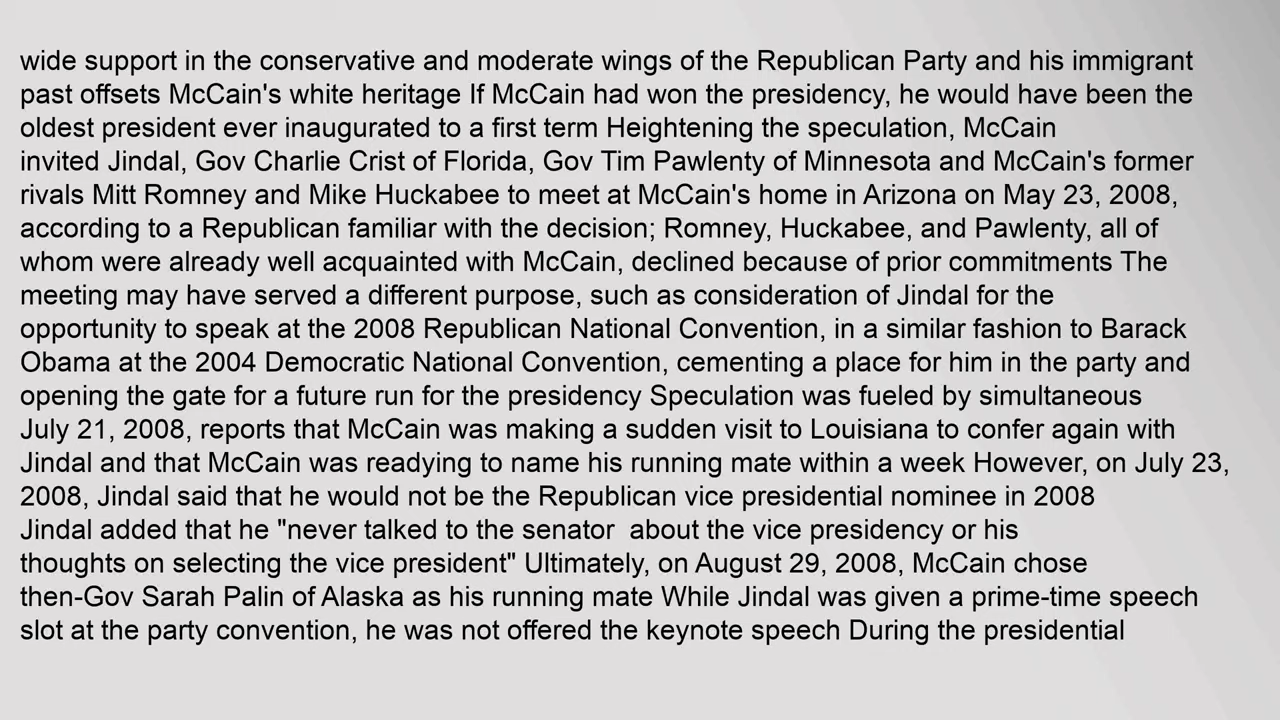 wide support in the conservative and moderate wings of the Republican Party and his immigrant
past offsets McCain's white heritage If McCain had won the presidency, he would have been the
oldest president ever inaugurated to a first term Heightening the speculation, McCain
invited Jindal, Gov Charlie Crist of Florida, Gov Tim Pawlenty of Minnesota and McCain's former
rivals Mitt Romney and Mike Huckabee to meet at McCain's home in Arizona on May 23, 2008,
according to a Republican familiar with the decision; Romney, Huckabee, and Pawlenty, all of
whom were already well acquainted with McCain, declined because of prior commitments The
meeting may have served a different purpose, such as consideration of Jindal for the
opportunity to speak at the 2008 Republican National Convention, in a similar fashion to Barack
Obama at the 2004 Democratic National Convention, cementing a place for him in the party and
opening the gate for a future run for the presidency Speculation was fueled by simultaneous
July 21, 2008, reports that McCain was making a sudden visit to Louisiana to confer again with
Jindal and that McCain was readying to name his running mate within a week However, on July 23,
2008, Jindal said that he would not be the Republican vice presidential nominee in 2008
Jindal added that he "never talked to the senator  about the vice presidency or his
thoughts on selecting the vice president" Ultimately, on August 29, 2008, McCain chose
then-Gov Sarah Palin of Alaska as his running mate While Jindal was given a prime-time speech
slot at the party convention, he was not offered the keynote speech During the presidential